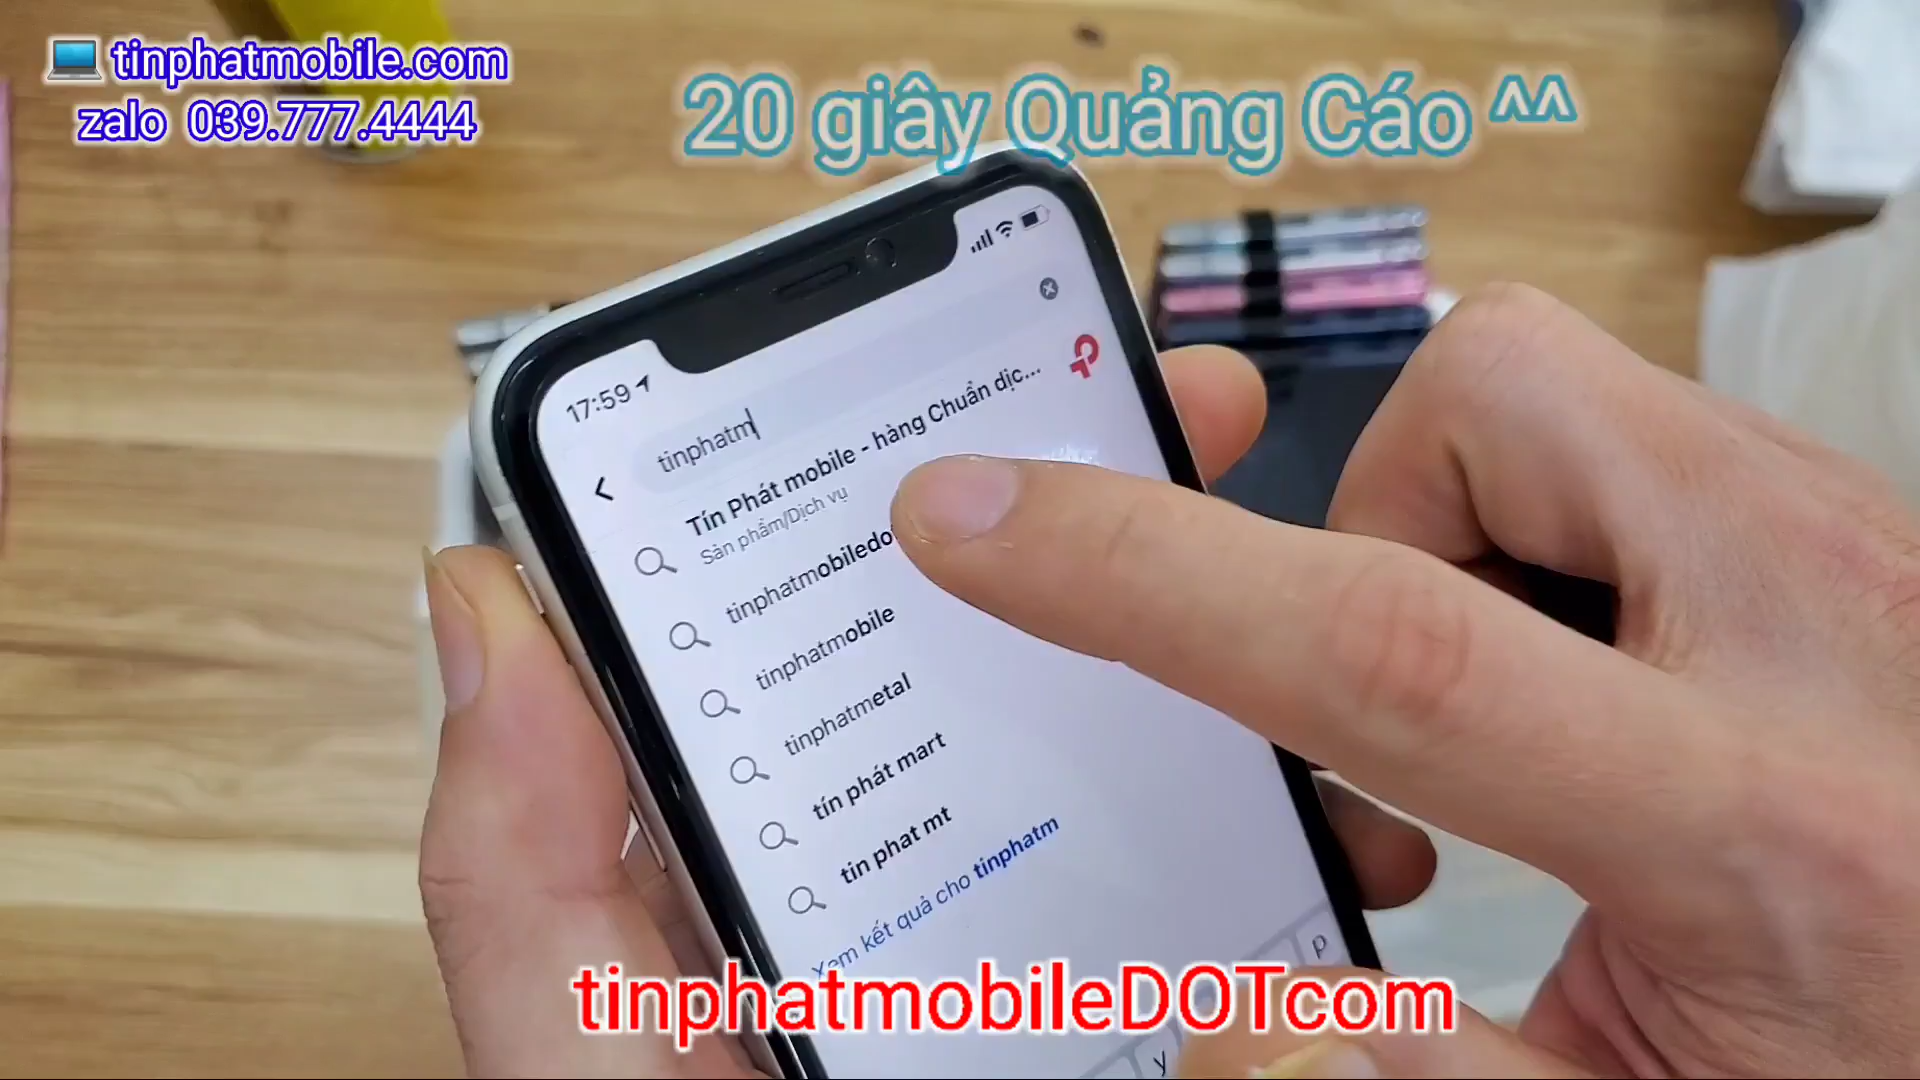 tinphatmobile.com
zalo 039.777.4444
20 giây Quảng Cáo ^^
17:59
tinphatm
Tín Phát mobile - hàng Chuẩn dịc...
Sản phẩm/Dịch vụ
tinphatmobiledo
tinphatmobile
tinphatmetal
tín phát mart
tin phat mt
Xem kết quả cho tinphatm
p
y
tinphatmobileDOTcom